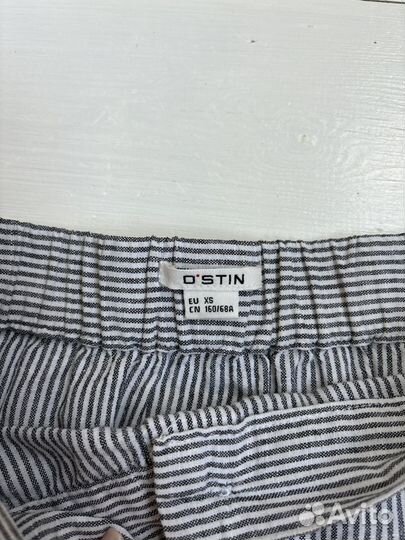 O'STIN
EU XS
CN 160/68A
Avito